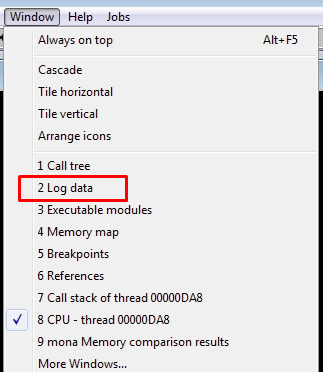 Window Help Jobs
Always on top Alt+F5
Cascade
Tile horizontal
Tile vertical
Arrange icons
1 Call tree
2 Log data
3 Executable modules
4 Memory map
5 Breakpoints
6 References
7 Call stack of thread 00000DA8
8 CPU - thread 00000DA8
9 mona Memory comparison results
More Windows...